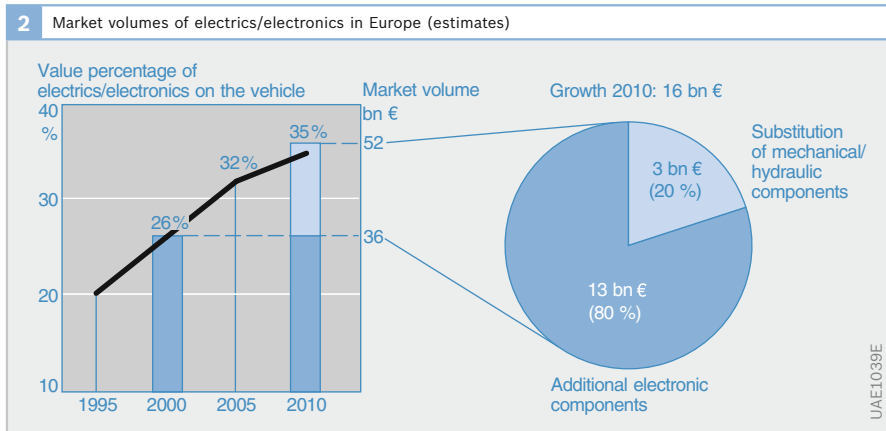 2 Market volumes of electrics/electronics in Europe (estimates)
Value percentage of
electrics/electronics on the vehicle
40
%
30
20
10
1995 2000 2005 2010
26%
32%
35%
Market volume
bn €
52
36
Growth 2010: 16 bn €
3 bn €
(20 %)
Substitution
of mechanical/
hydraulic
components
13 bn €
(80 %)
Additional electronic
components
UAE1039E